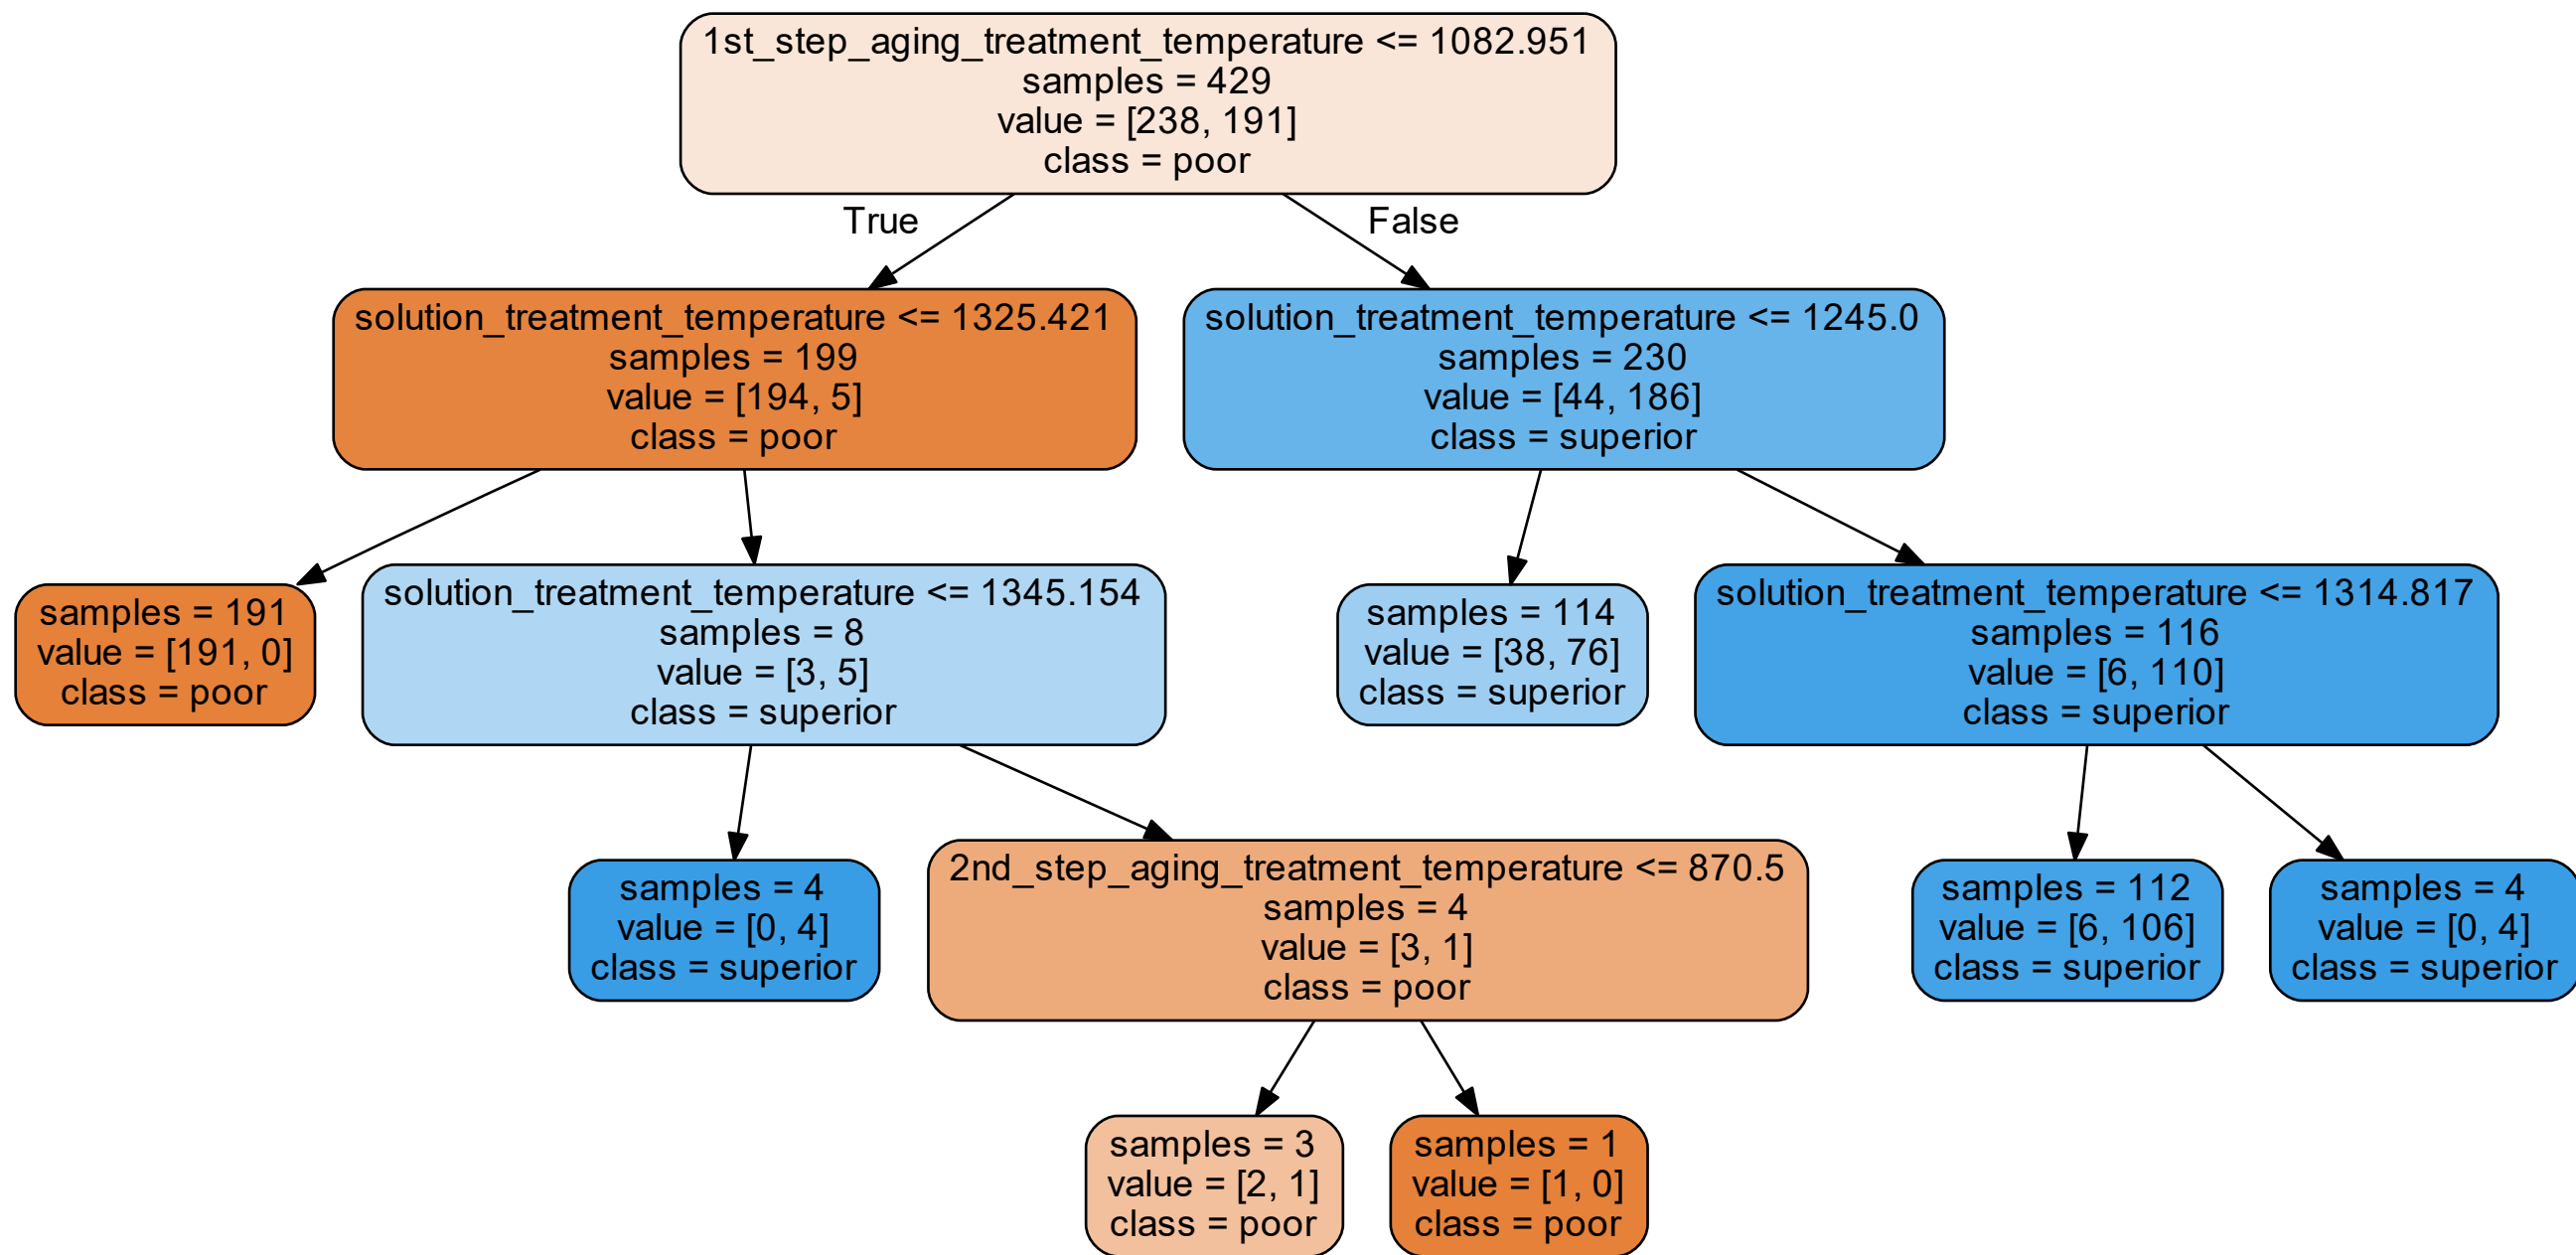 1st_step_aging_treatment_temperature <= 1082.951
samples = 429
value = [238, 191]
class = poor
True
False
solution_treatment_temperature <= 1325.421
samples = 199
value = [194, 5]
class = poor
solution_treatment_temperature <= 1245.0
samples = 230
value = [44, 186]
class = superior
samples = 191
value = [191, 0]
class = poor
solution_treatment_temperature <= 1345.154
samples = 8
value = [3, 5]
class = superior
samples = 114
value = [38, 76]
class = superior
solution_treatment_temperature <= 1314.817
samples = 116
value = [6, 110]
class = superior
samples = 4
value = [0, 4]
class = superior
2nd_step_aging_treatment_temperature <= 870.5
samples = 4
value = [3, 1]
class = poor
samples = 112
value = [6, 106]
class = superior
samples = 4
value = [0, 4]
class = superior
samples = 3
value = [2, 1]
class = poor
samples = 1
value = [1, 0]
class = poor